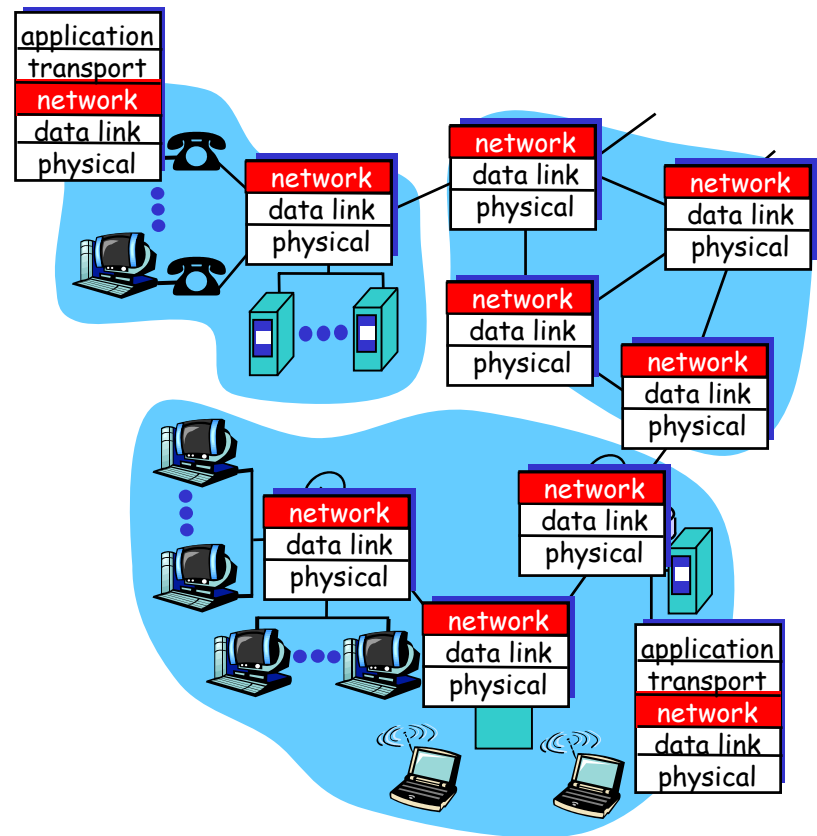 application
transport
network
data link
physical
network
data link
physical
network
data link
physical
network
data link
physical
network
data link
physical
network
data link
physical
network
data link
physical
network
data link
physical
network
data link
physical
application
transport
network
data link
physical